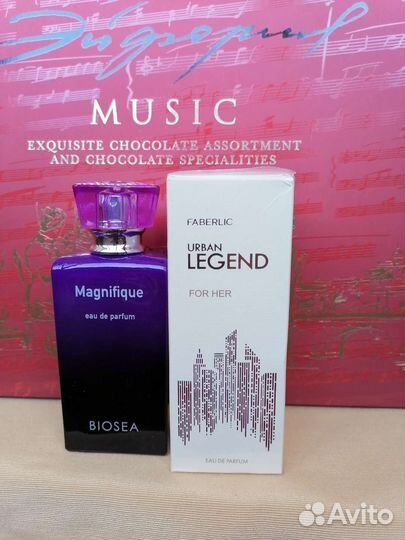 Эйфория
MUSIC
EXQUISITE CHOCOLATE ASSORTMENT
AND CHOCOLATE SPECIALITIES
Magnifique
eau de parfum
BIOSEA
FABERLIC
URBAN
LEGEND
FOR HER
EAU DE PARFUM
Avito